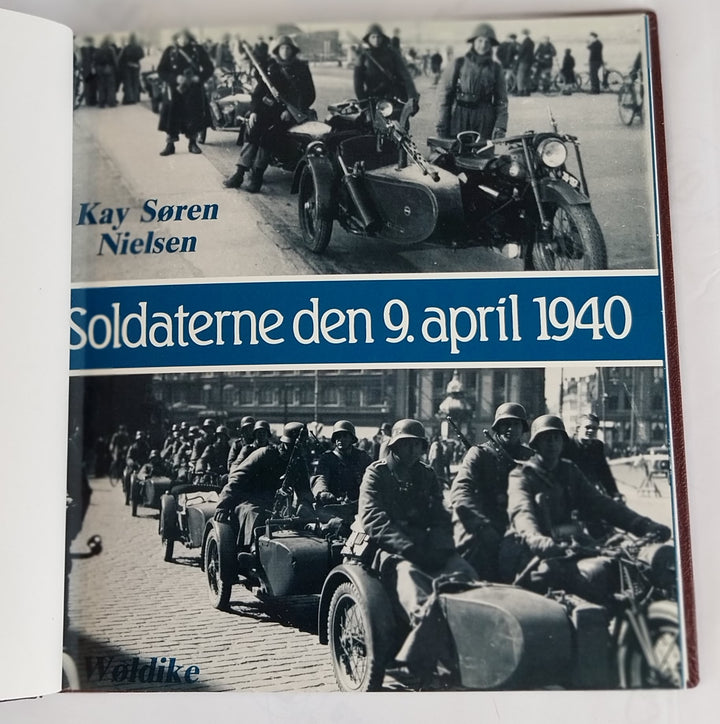 Kay Søren
Nielsen
Soldaterne den 9. april 1940
Wøldike